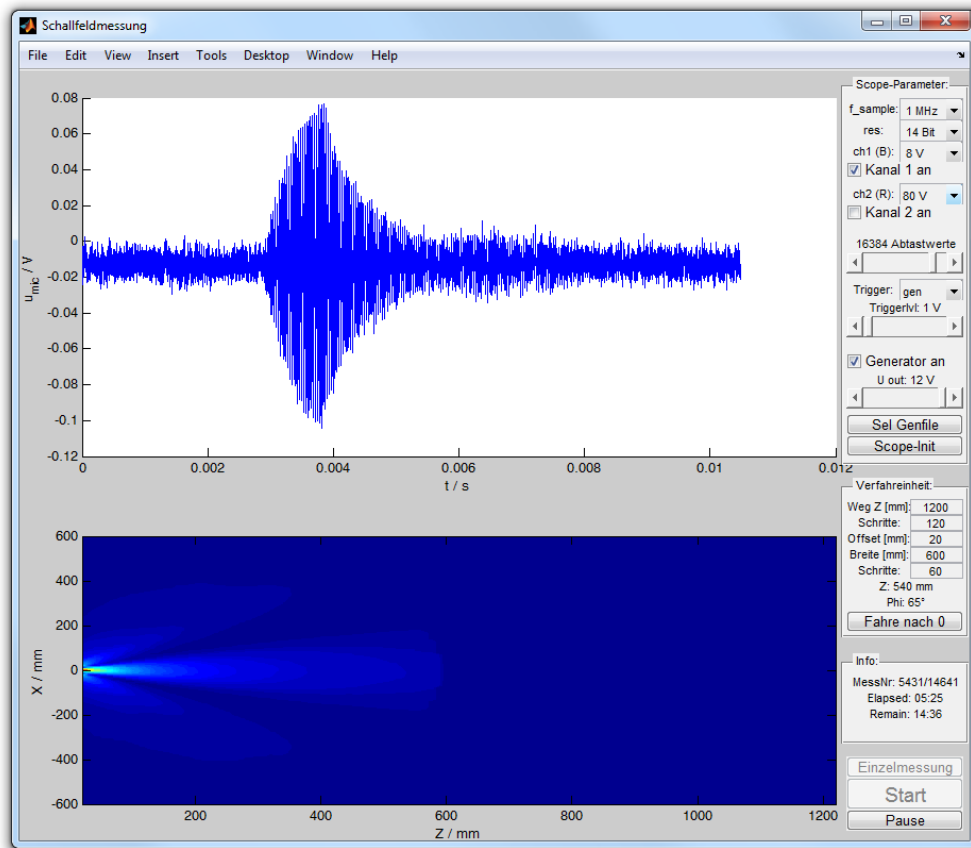 Schallfeldmessung
File Edit View Insert Tools Desktop Window Help
0.08
0.06
0.04
0.02
0
-0.02
-0.04
-0.06
-0.08
-0.1
-0.12
u_mic / V
0 0.002 0.004 0.006 0.008 0.01 0.012
t / s
600
400
200
0
-200
-400
-600
X / mm
200 400 600 800 1000 1200
Z / mm
Scope-Parameter:
f_sample: 1 MHz
res: 14 Bit
ch1 (B): 8 V
Kanal 1 an
ch2 (R): 80 V
Kanal 2 an
16384 Abtastwerte
Trigger: gen
Triggerlvl: 1 V
Generator an
U out: 12 V
Sel Genfile
Scope-Init
Verfahreinheit:
Weg Z [mm]: 1200
Schritte: 120
Offset [mm]: 20
Breite [mm]: 600
Schritte: 60
Z: 540 mm
Phi: 65°
Fahre nach 0
Info:
MessNr: 5431/14641
Elapsed: 05:25
Remain: 14:36
Einzelmessung
Start
Pause